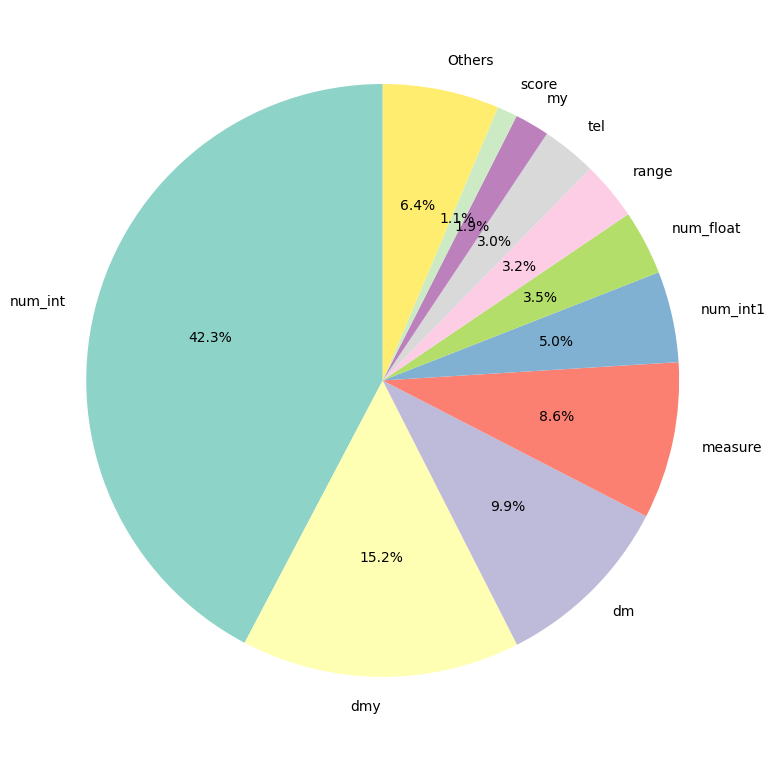 Others
score
my
tel
range
num_float
num_int1
measure
dm
dmy
num_int
6.4%
1.1%
1.9%
3.0%
3.2%
3.5%
5.0%
8.6%
9.9%
15.2%
42.3%